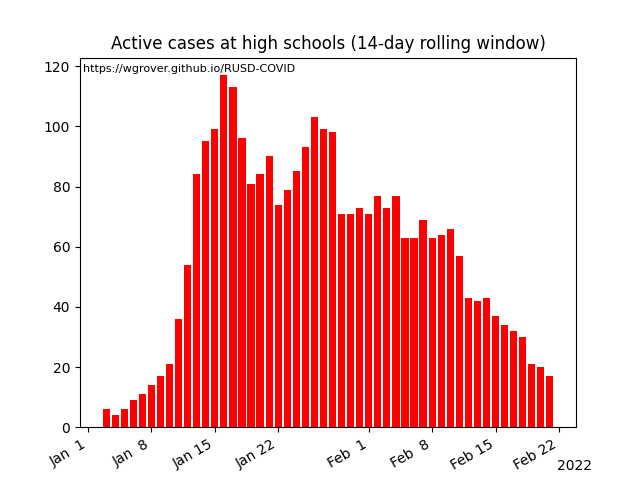 Active cases at high schools (14-day rolling window)
https://wgrover.github.io/RUSD-COVID
120
100
80
60
40
20
0
Jan 1
Jan 8
Jan 15
Jan 22
Feb 1
Feb 8
Feb 15
Feb 22
2022